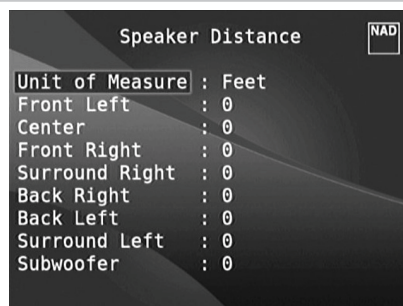 Speaker Distance
NAD
Unit of Measure : Feet
Front Left : 0
Center : 0
Front Right : 0
Surround Right : 0
Back Right : 0
Back Left : 0
Surround Left : 0
Subwoofer : 0